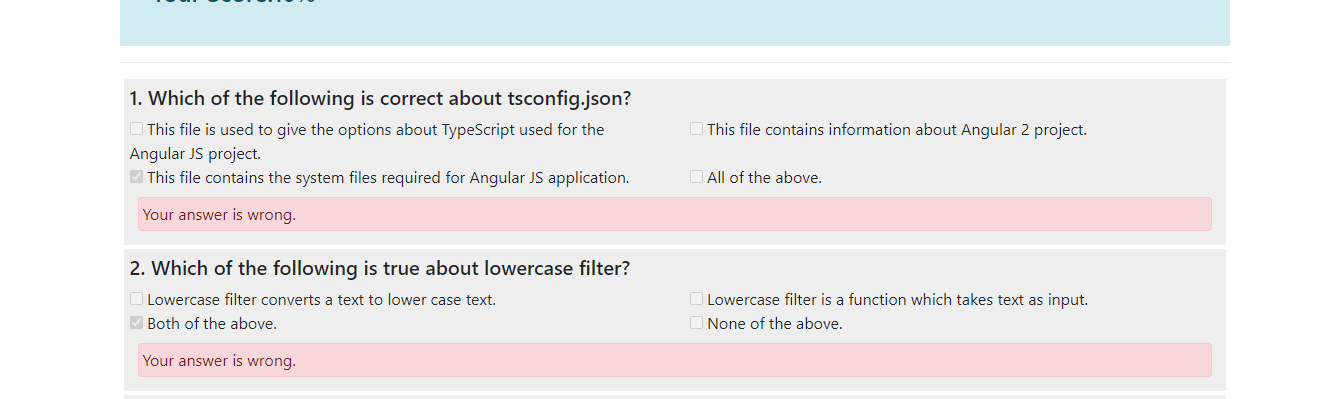 1. Which of the following is correct about tsconfig.json?
This file is used to give the options about TypeScript used for the
Angular JS project.
This file contains information about Angular 2 project.
This file contains the system files required for Angular JS application.
All of the above.
Your answer is wrong.
2. Which of the following is true about lowercase filter?
Lowercase filter converts a text to lower case text.
Lowercase filter is a function which takes text as input.
Both of the above.
None of the above.
Your answer is wrong.